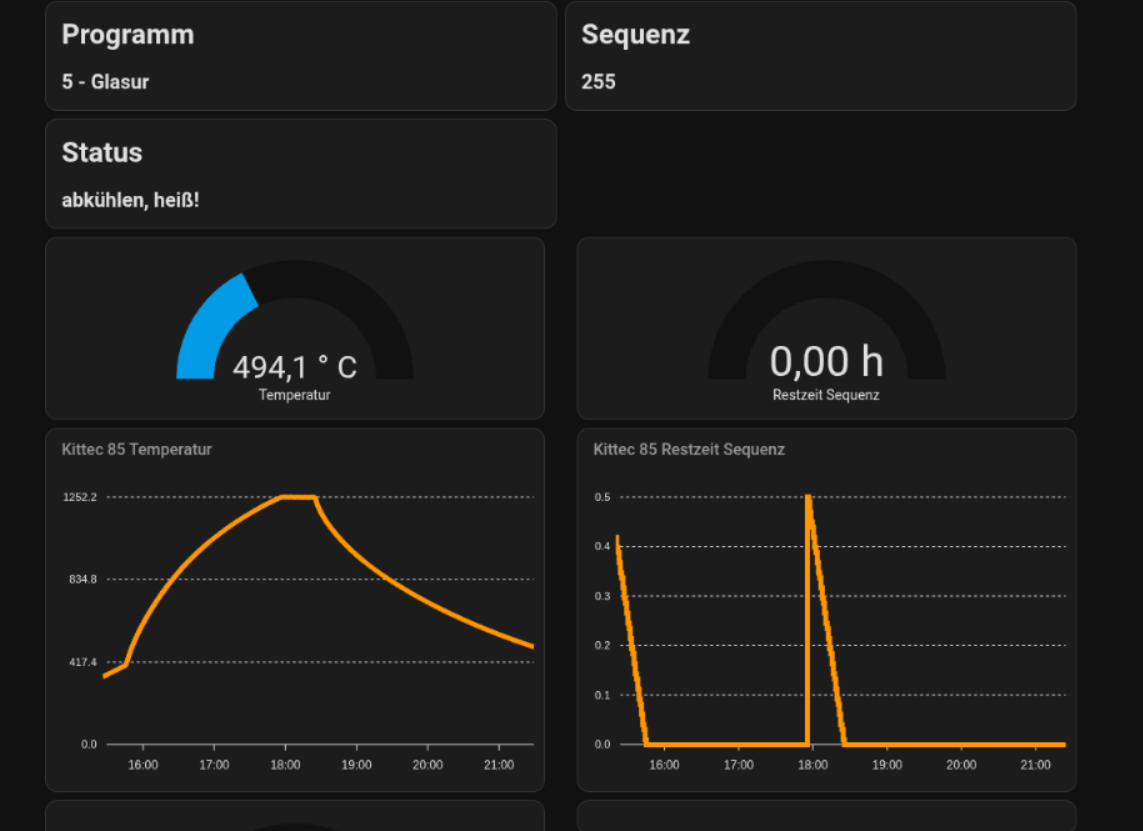 Programm
5 - Glasur
Sequenz
255
Status
abkühlen, heiß!
494,1 ° C
Temperatur
0,00 h
Restzeit Sequenz
Kittec 85 Temperatur
1252.2
834.8
417.4
0.0
16:00 17:00 18:00 19:00 20:00 21:00
Kittec 85 Restzeit Sequenz
0.5
0.4
0.3
0.2
0.1
0.0
16:00 17:00 18:00 19:00 20:00 21:00